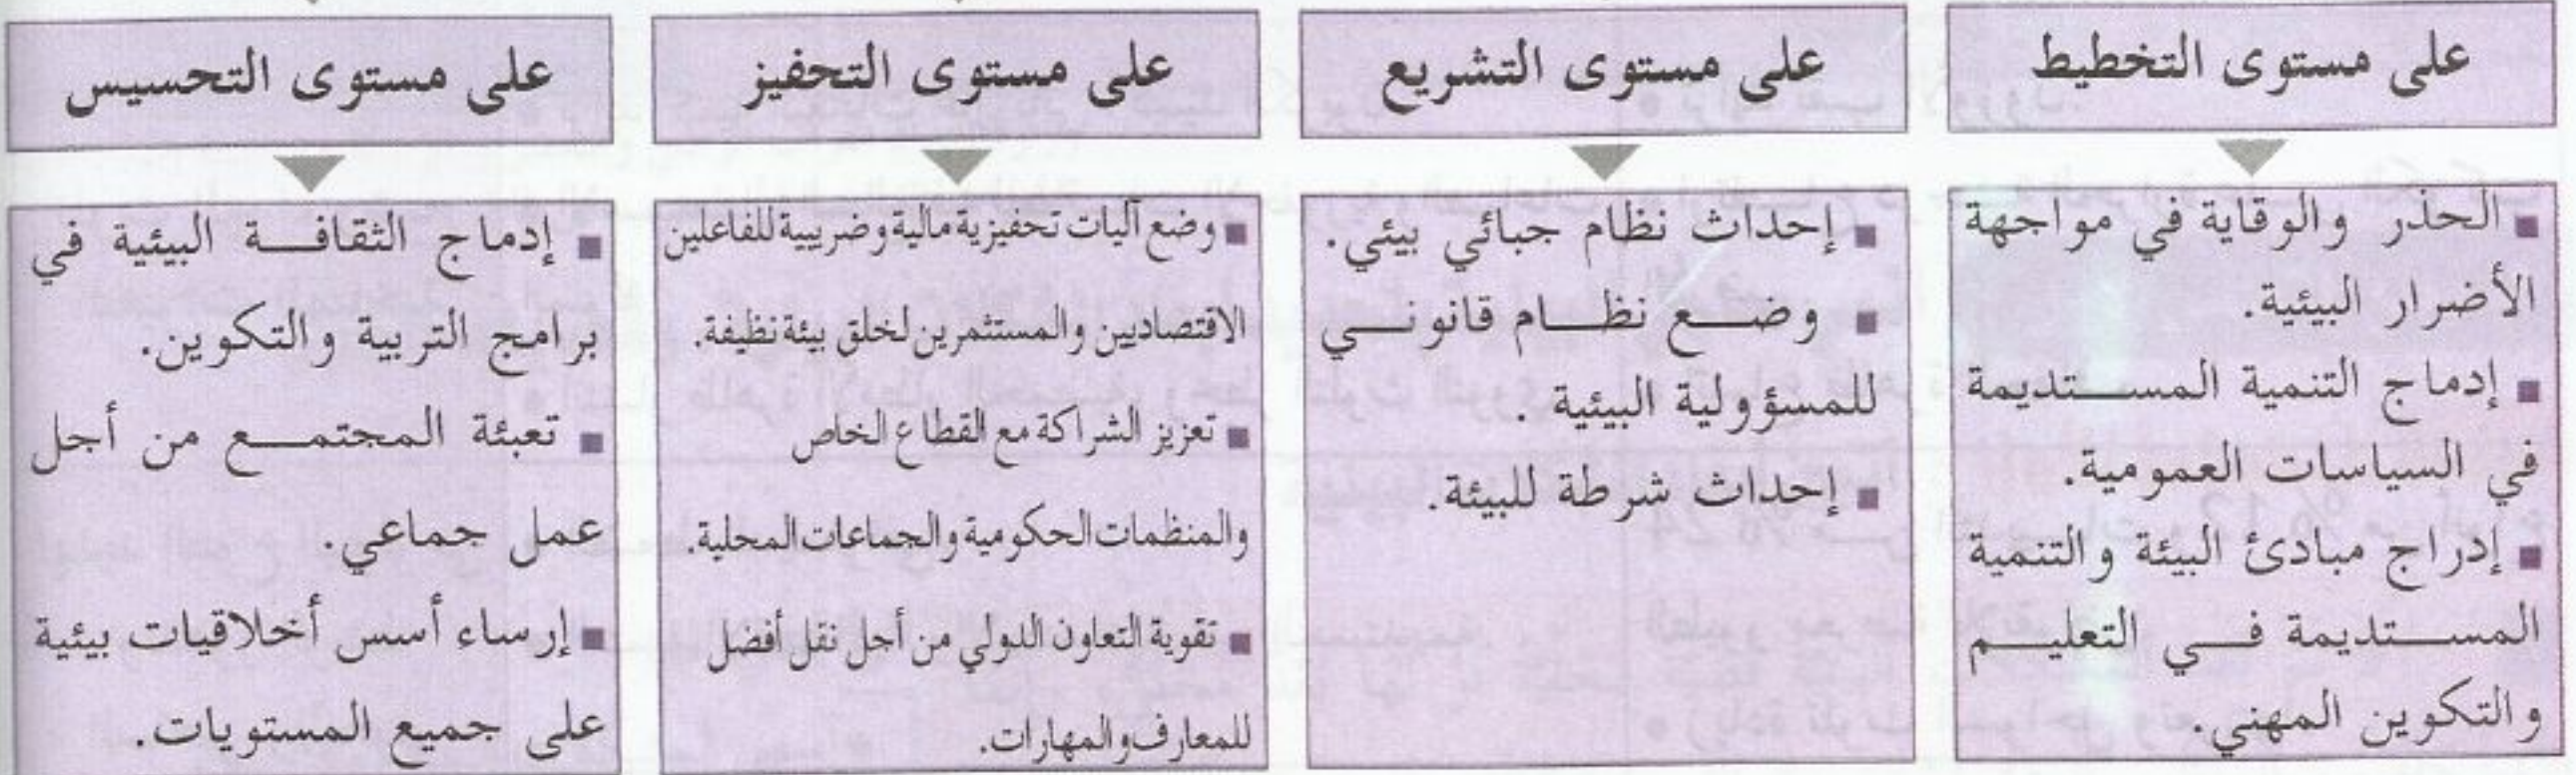 على مستوى التخطيط
الحذر والوقاية في مواجهة
الأضرار البيئية.
إدماج التنمية المستديمة
في السياسات العمومية.
إدراج مبادئ البيئة والتنمية
المستديمة في التعليم
والتكوين المهني.
على مستوى التشريع
إحداث نظام جبائي بيئي.
وضع نظام قانوني
للمسؤولية البيئية .
إحداث شرطة للبيئة.
على مستوى التحفيز
وضع آليات تحفيزية مالية وضريبية للفاعلين
الاقتصاديين والمستثمرين لخلق بيئة نظيفة.
تعزيز الشراكة مع القطاع الخاص
والمنظمات الحكومية والجماعات المحلية.
تقوية التعاون الدولي من أجل نقل أفضل
للمعارف والمهارات.
على مستوى التحسيس
إدماج الثقافة البيئية في
برامج التربية والتكوين.
تعبئة المجتمع من أجل
عمل جماعي.
إرساء أسس أخلاقيات بيئية
على جميع المستويات.